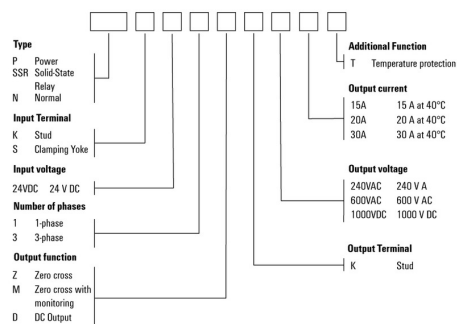 Type
P Power
SSR Solid-State
Relay
N Normal
Input Terminal
K Stud
S Clamping Yoke
Input voltage
24VDC 24 V DC
Number of phases
1 1-phase
3 3-phase
Output function
Z Zero cross
M Zero cross with
monitoring
D DC Output
Additional Function
T Temperature protection
Output current
15A 15 A at 40°C
20A 20 A at 40°C
30A 30 A at 40°C
Output voltage
240VAC 240 V A
600VAC 600 V AC
1000VDC 1000 V DC
Output Terminal
K Stud